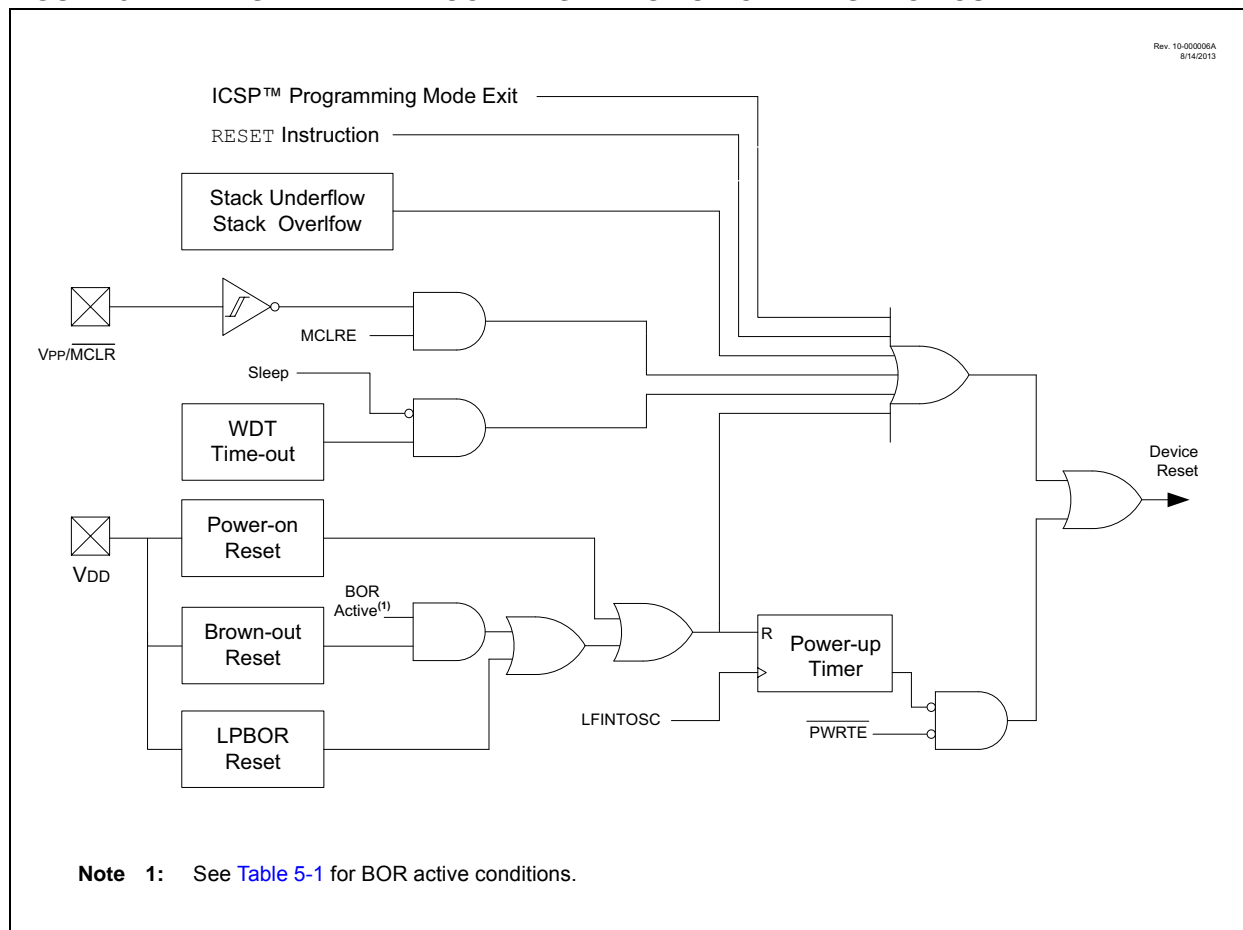 Rev. 10-000006A
8/14/2013
ICSP™ Programming Mode Exit
RESET Instruction
Stack Underflow
Stack Overlfow
VPP/MCLR
MCLRE
Sleep
WDT
Time-out
Device
Reset
Power-on
Reset
VDD
BOR
Active(1)
Brown-out
Reset
R
Power-up
Timer
LFINTOSC
PWRTE
LPBOR
Reset
Note 1: See Table 5-1 for BOR active conditions.